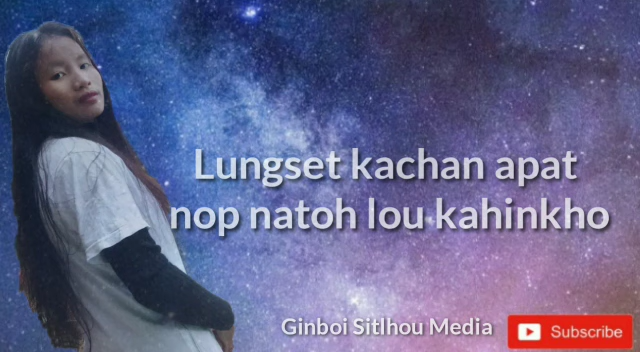 Lungset kachan apat
nop natoh lou kahinkho
Ginboi Sitlhou Media
Subscribe